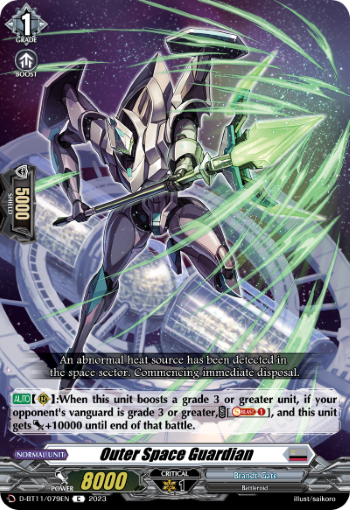 1
GRADE
BOOST
5000
SHIELD
An abnormal heat source has been detected in
the space sector. Commencing immediate disposal.
AUTO (RC):When this unit boosts a grade 3 or greater unit, if your
opponent's vanguard is grade 3 or greater, [BLAST 1], and this unit
gets +10000 until end of that battle.
NORMAL UNIT
Outer Space Guardian
POWER 8000
CRITICAL
1
Brandt Gate
Battleroid
D-BT11/079EN C 2023
illust/saikoro